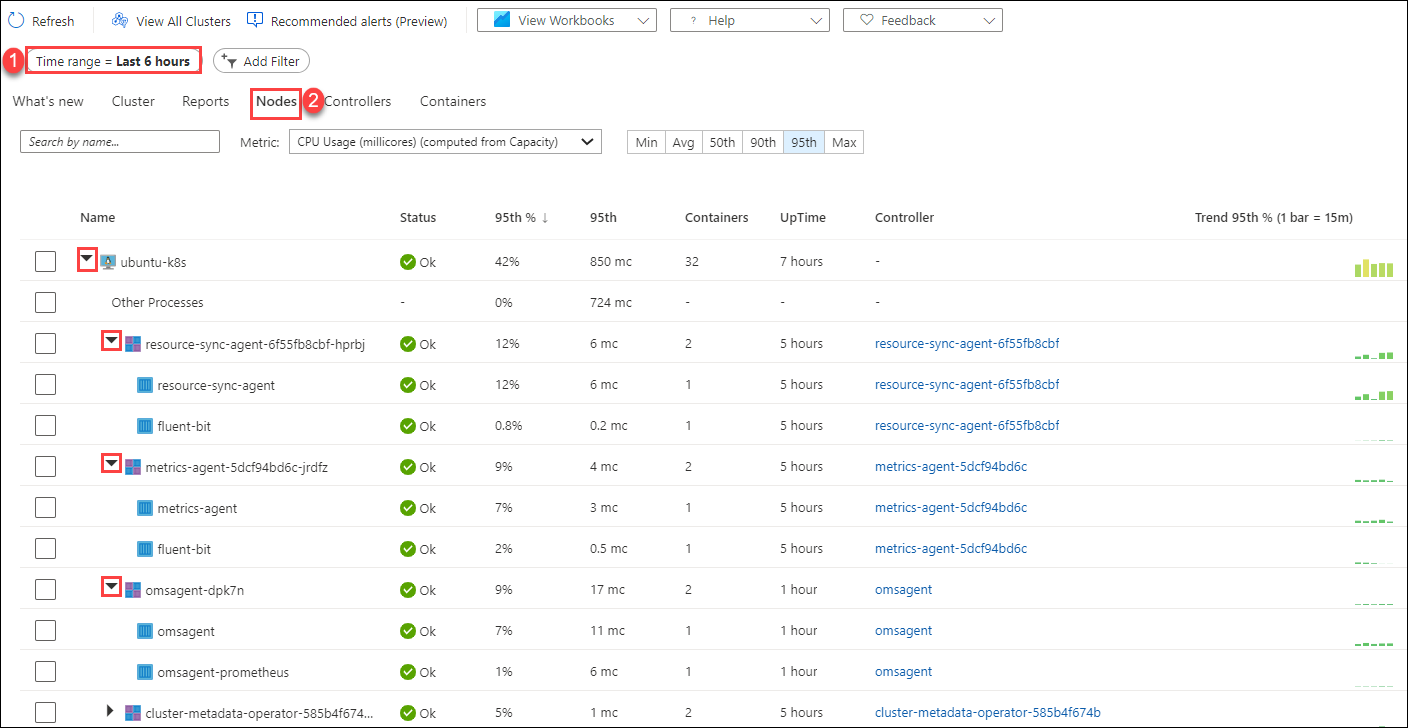 Refresh View All Clusters Recommended alerts (Preview) View Workbooks ? Help Feedback
1 Time range = Last 6 hours Add Filter
What's new Cluster Reports Nodes 2 Controllers Containers
Search by name... Metric: CPU Usage (millicores) (computed from Capacity) Min Avg 50th 90th 95th Max
Name Status 95th % ↓ 95th Containers UpTime Controller Trend 95th % (1 bar = 15m)
ubuntu-k8s Ok 42% 850 mc 32 7 hours -
Other Processes - 0% 724 mc - - -
resource-sync-agent-6f55fb8cbf-hprbj Ok 12% 6 mc 2 5 hours resource-sync-agent-6f55fb8cbf
resource-sync-agent Ok 12% 6 mc 1 5 hours resource-sync-agent-6f55fb8cbf
fluent-bit Ok 0.8% 0.2 mc 1 5 hours resource-sync-agent-6f55fb8cbf
metrics-agent-5dcf94bd6c-jrdfz Ok 9% 4 mc 2 5 hours metrics-agent-5dcf94bd6c
metrics-agent Ok 7% 3 mc 1 5 hours metrics-agent-5dcf94bd6c
fluent-bit Ok 2% 0.5 mc 1 5 hours metrics-agent-5dcf94bd6c
omsagent-dpk7n Ok 9% 17 mc 2 1 hour omsagent
omsagent Ok 7% 11 mc 1 1 hour omsagent
omsagent-prometheus Ok 1% 6 mc 1 1 hour omsagent
cluster-metadata-operator-585b4f674... Ok 5% 1 mc 2 5 hours cluster-metadata-operator-585b4f674b